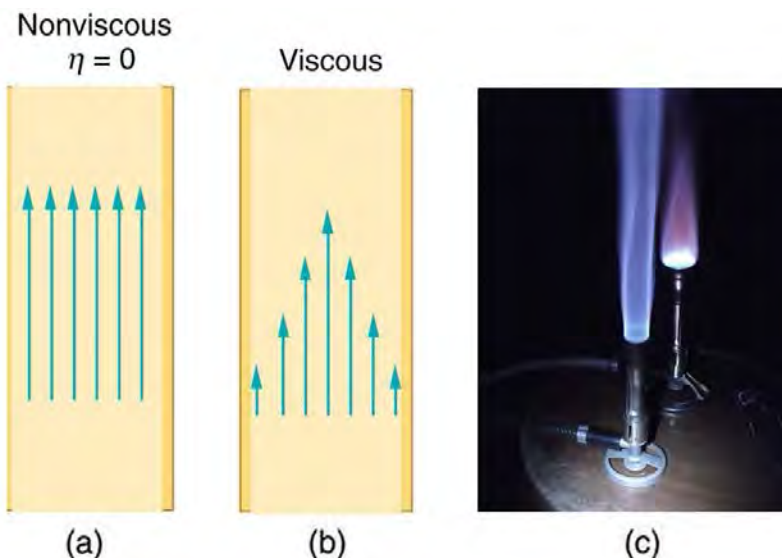 Nonviscous
η = 0
Viscous
(a)
(b)
(c)